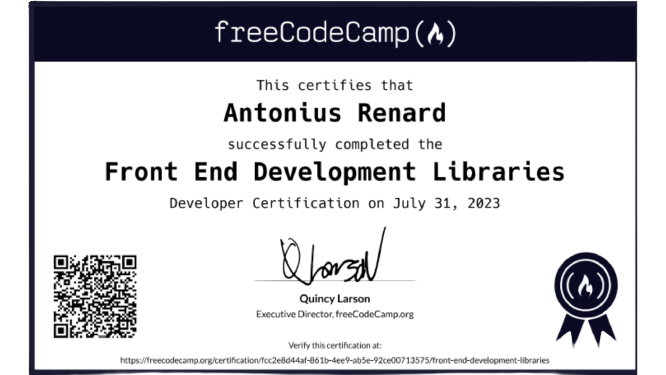 freeCodeCamp
This certifies that
Antonius Renard
successfully completed the
Front End Development Libraries
Developer Certification on July 31, 2023
Q Larson
Quincy Larson
Executive Director, freeCodeCamp.org
Verify this certification at:
https://freecodecamp.org/certification/fcc2e8d44af-861b-4ee9-ab5e-92ce00713575/front-end-development-libraries